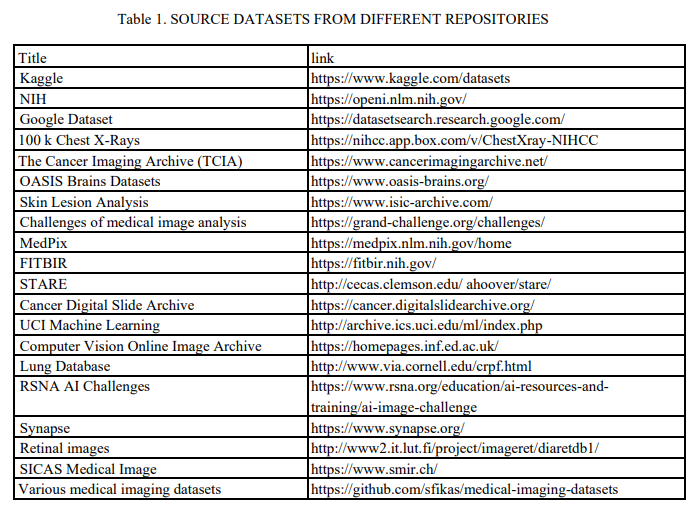 Table 1. SOURCE DATASETS FROM DIFFERENT REPOSITORIES
Title link
Kaggle https://www.kaggle.com/datasets
NIH https://openi.nlm.nih.gov/
Google Dataset https://datasetsearch.research.google.com/
100 k Chest X-Rays https://nihcc.app.box.com/v/ChestXray-NIHCC
The Cancer Imaging Archive (TCIA) https://www.cancerimagingarchive.net/
OASIS Brains Datasets https://www.oasis-brains.org/
Skin Lesion Analysis https://www.isic-archive.com/
Challenges of medical image analysis https://grand-challenge.org/challenges/
MedPix https://medpix.nlm.nih.gov/home
FITBIR https://fitbir.nih.gov/
STARE http://cecas.clemson.edu/ ahoover/stare/
Cancer Digital Slide Archive https://cancer.digitalslidearchive.org/
UCI Machine Learning http://archive.ics.uci.edu/ml/index.php
Computer Vision Online Image Archive https://homepages.inf.ed.ac.uk/
Lung Database http://www.via.cornell.edu/crpf.html
RSNA AI Challenges https://www.rsna.org/education/ai-resources-and-
training/ai-image-challenge
Synapse https://www.synapse.org/
Retinal images http://www2.it.lut.fi/project/imageret/diaretdb1/
SICAS Medical Image https://www.smir.ch/
Various medical imaging datasets https://github.com/sfikas/medical-imaging-datasets